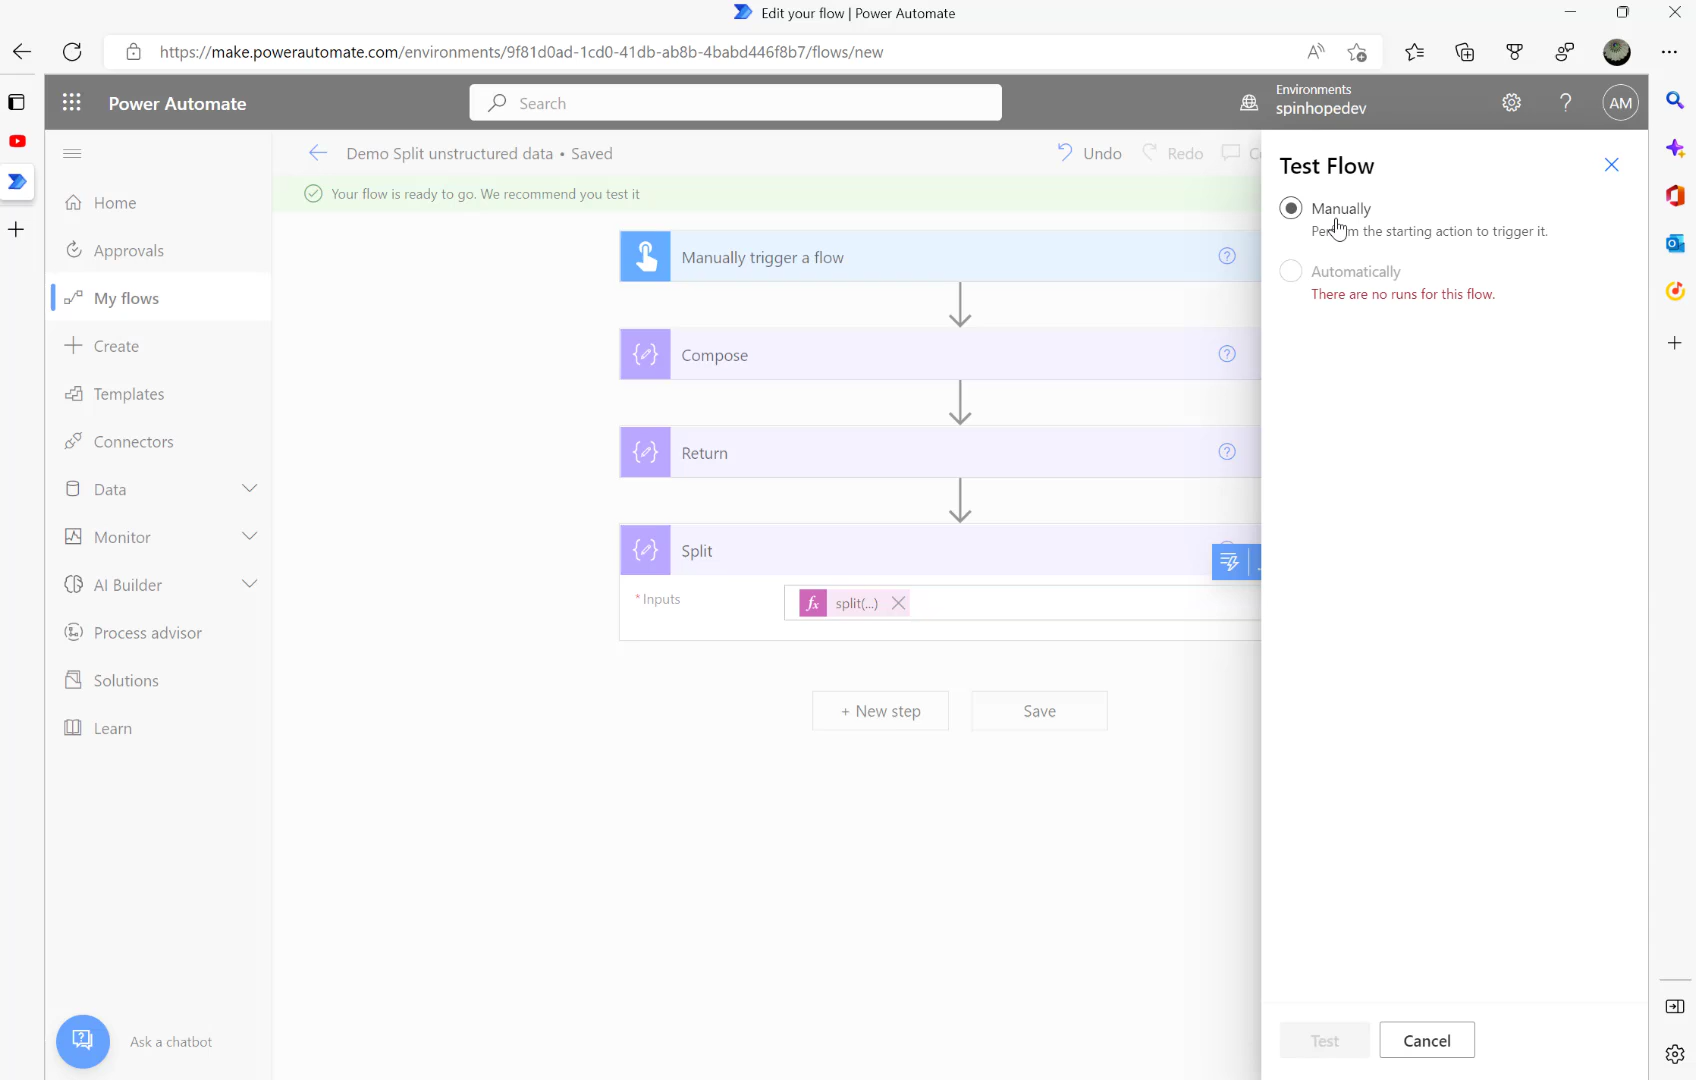 Edit your flow | Power Automate
https://make.powerautomate.com/environments/9f81d0ad-1cd0-41db-ab8b-4babd446f8b7/flows/new
Power Automate
Search
Environments
spinhopedev
AM
Demo Split unstructured data • Saved
Undo
Redo
Your flow is ready to go. We recommend you test it
Home
Approvals
My flows
Create
Templates
Connectors
Data
Monitor
AI Builder
Process advisor
Solutions
Learn
Ask a chatbot
Manually trigger a flow
Compose
Return
Split
* Inputs
fx split(...)
+ New step
Save
Test Flow
Manually
the starting action to trigger it.
Automatically
There are no runs for this flow.
Test
Cancel